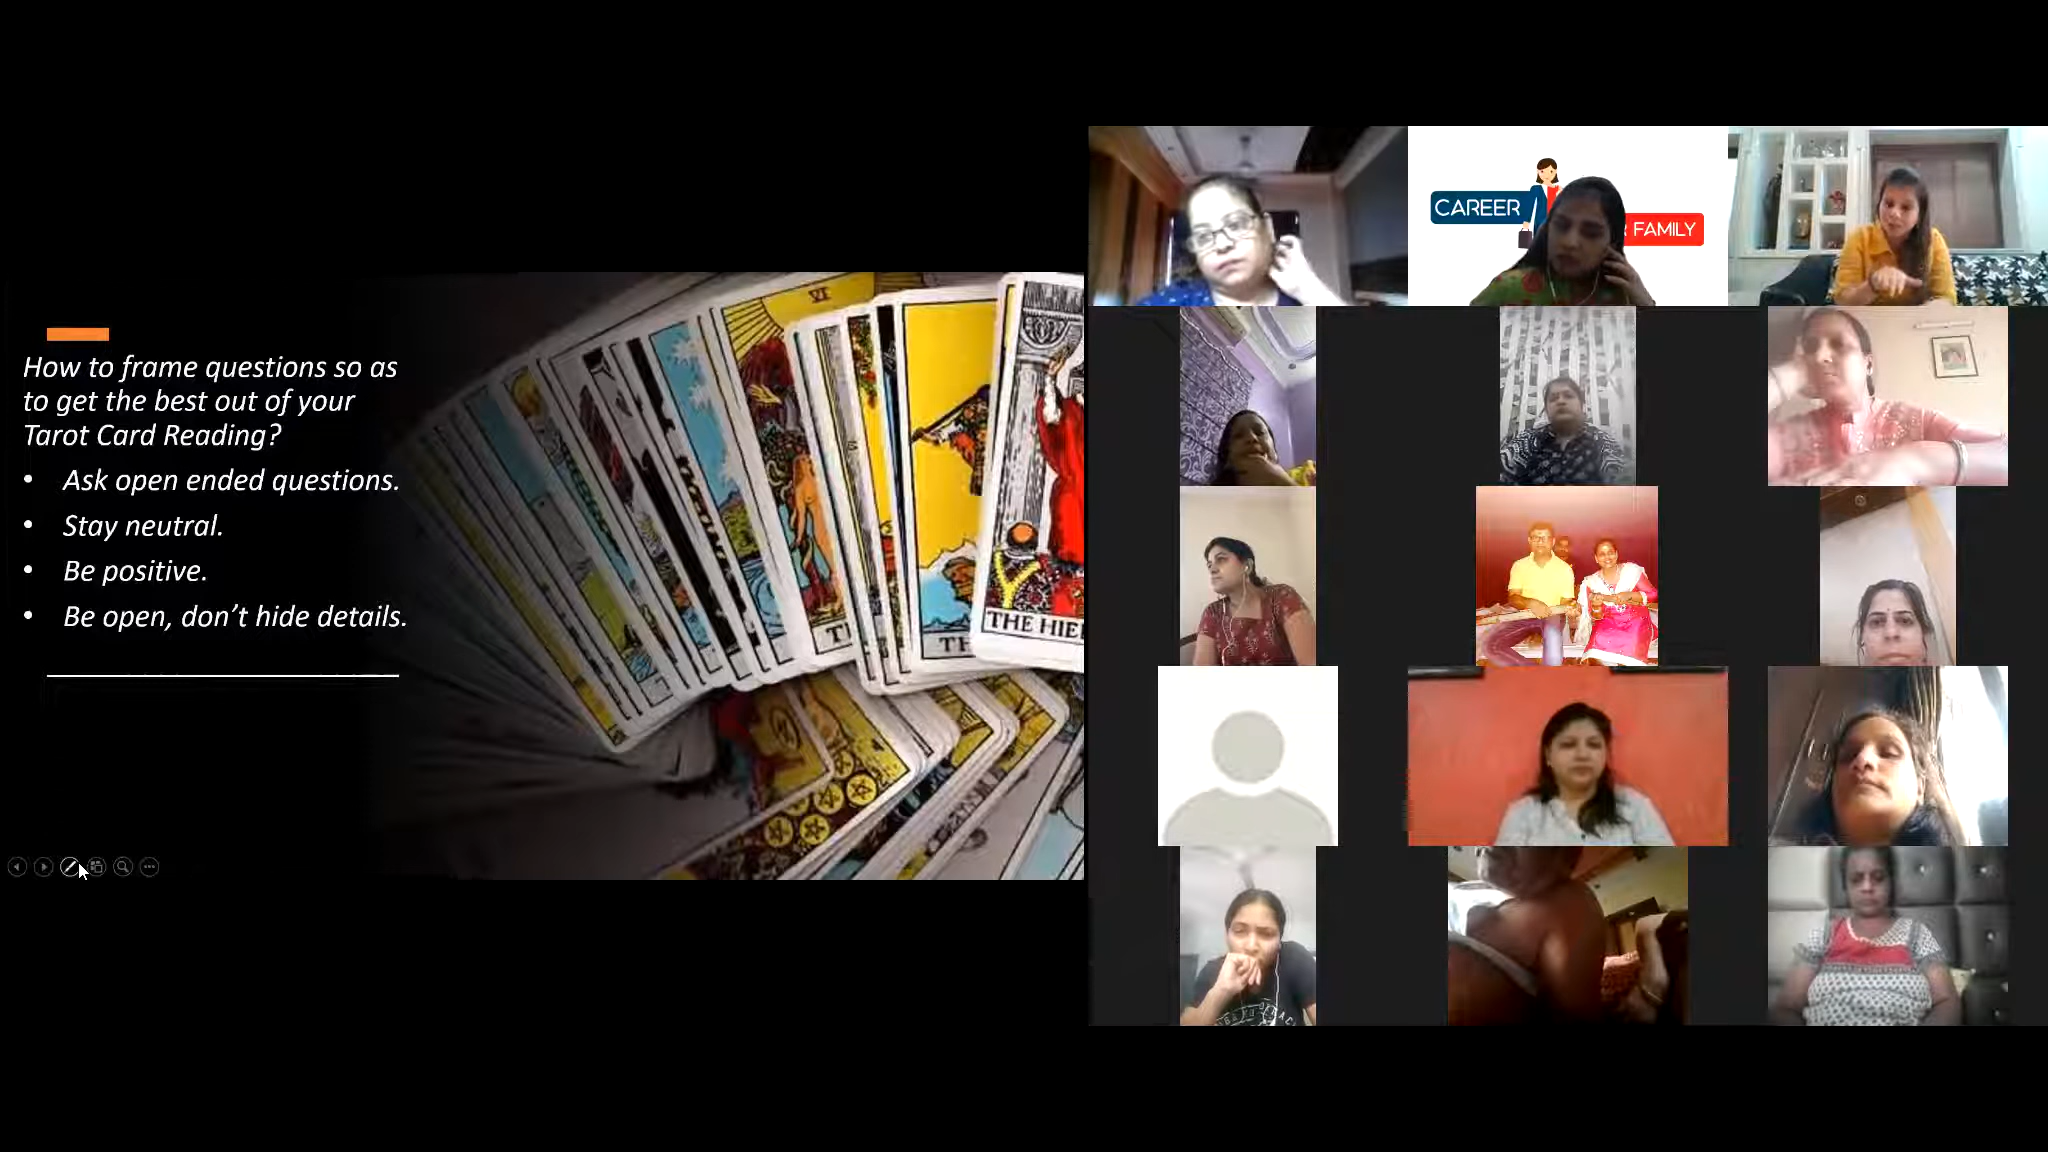 How to frame questions so as
to get the best out of your
Tarot Card Reading?
• Ask open ended questions.
• Stay neutral.
• Be positive.
• Be open, don’t hide details.
VI
THE HIE
CAREER
FAMILY